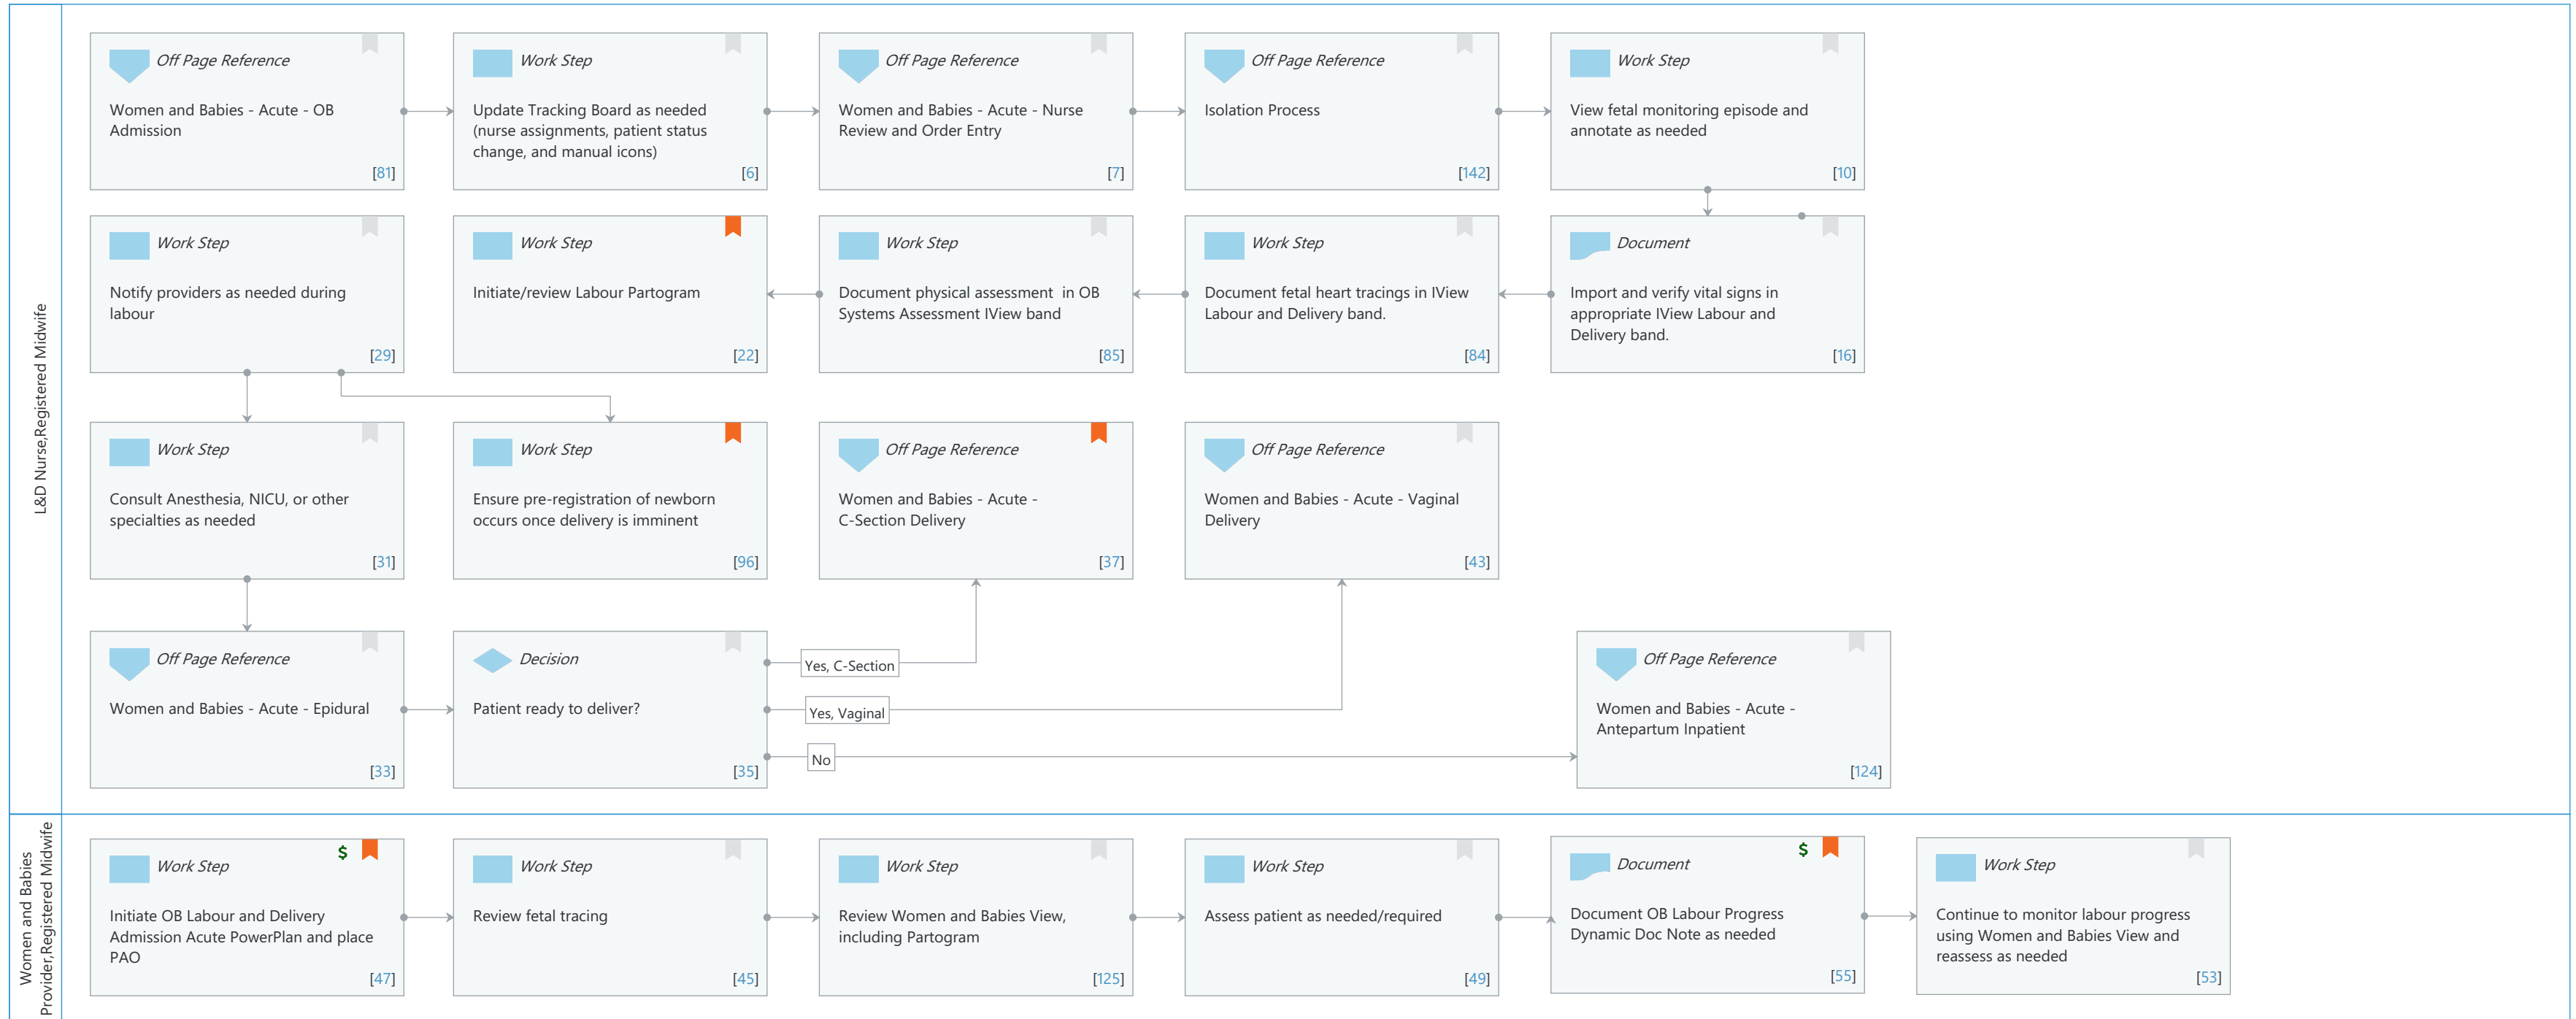 L&D Nurse,Registered Midwife
Off Page Reference
Women and Babies - Acute - OB
Admission
[81]
Work Step
Update Tracking Board as needed
(nurse assignments, patient status
change, and manual icons)
[6]
Off Page Reference
Women and Babies - Acute - Nurse
Review and Order Entry
[7]
Off Page Reference
Isolation Process
[142]
Work Step
View fetal monitoring episode and
annotate as needed
[10]
Work Step
Notify providers as needed during
labour
[29]
Work Step
Initiate/review Labour Partogram
[22]
Work Step
Document physical assessment  in OB
Systems Assessment IView band
[85]
Work Step
Document fetal heart tracings in IView
Labour and Delivery band.
[84]
Document
Import and verify vital signs in
appropriate IView Labour and
Delivery band.
[16]
Work Step
Consult Anesthesia, NICU, or other
specialties as needed
[31]
Work Step
Ensure pre-registration of newborn
occurs once delivery is imminent
[96]
Off Page Reference
Women and Babies - Acute -
C-Section Delivery
[37]
Off Page Reference
Women and Babies - Acute - Vaginal
Delivery
[43]
Off Page Reference
Women and Babies - Acute - Epidural
[33]
Decision
Patient ready to deliver?
[35]
Yes, C-Section
Yes, Vaginal
No
Off Page Reference
Women and Babies - Acute -
Antepartum Inpatient
[124]
Women and Babies
Provider,Registered Midwife
$
Work Step
Initiate OB Labour and Delivery
Admission Acute PowerPlan and place
PAO
[47]
Work Step
Review fetal tracing
[45]
Work Step
Review Women and Babies View,
including Partogram
[125]
Work Step
Assess patient as needed/required
[49]
$
Document
Document OB Labour Progress
Dynamic Doc Note as needed
[55]
Work Step
Continue to monitor labour progress
using Women and Babies View and
reassess as needed
[53]